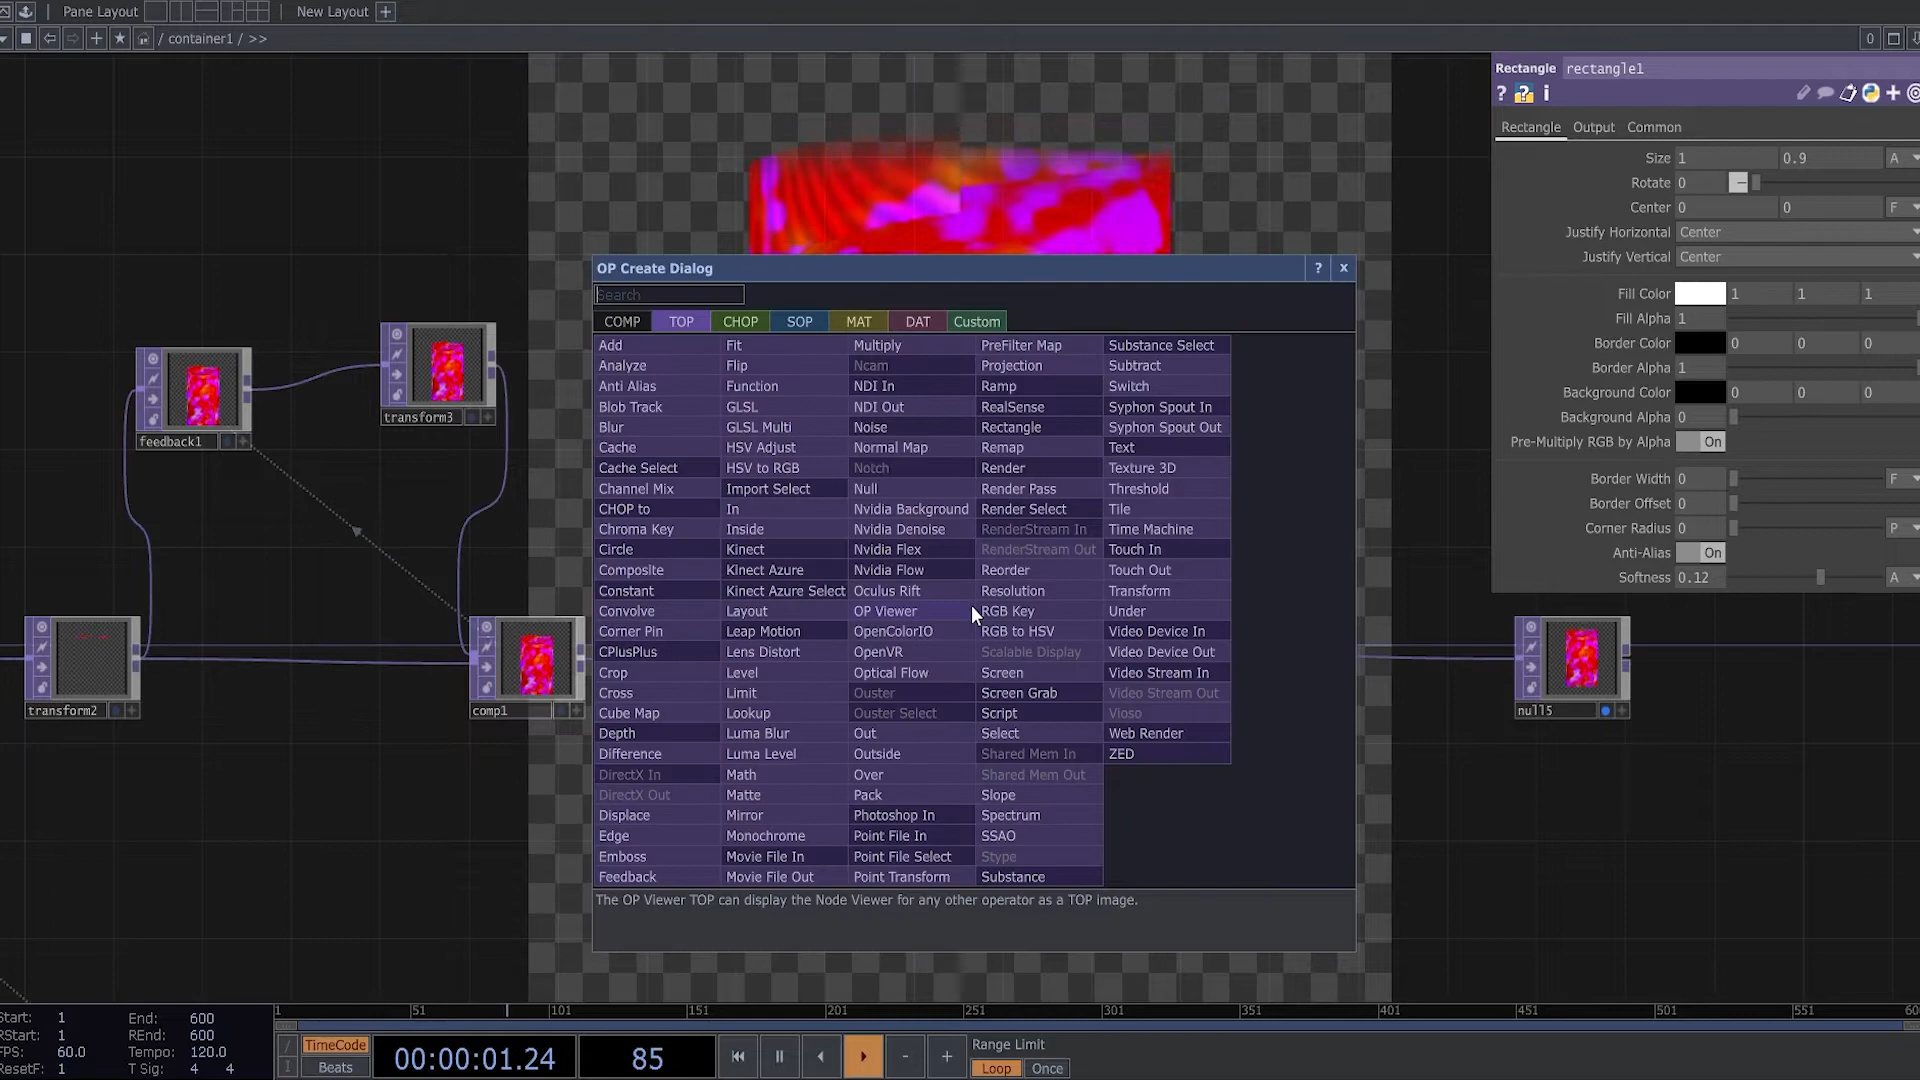 Pane Layout New Layout +
/ container1 / >> 0
Rectangle rectangle1
? ? i
Rectangle Output Common
Size 1 0.9 A
Rotate 0
Center 0 0 F
Justify Horizontal Center
Justify Vertical Center
Fill Color 1 1 1
Fill Alpha 1
Border Color 0 0 0
Border Alpha 1
Background Color 0 0 0
Background Alpha 0
Pre-Multiply RGB by Alpha On
Border Width 0 F
Border Offset 0
Corner Radius 0 P
Anti-Alias On
Softness 0.12 A
feedback1
transform3
transform2
comp1
null5
OP Create Dialog ? x
Search
COMP TOP CHOP SOP MAT DAT Custom
Add Fit Multiply PreFilter Map Substance Select
Analyze Flip Ncam Projection Subtract
Anti Alias Function NDI In Ramp Switch
Blob Track GLSL NDI Out RealSense Syphon Spout In
Blur GLSL Multi Noise Rectangle Syphon Spout Out
Cache HSV Adjust Normal Map Remap Text
Cache Select HSV to RGB Notch Render Texture 3D
Channel Mix Import Select Null Render Pass Threshold
CHOP to In Nvidia Background Render Select Tile
Chroma Key Inside Nvidia Denoise RenderStream In Time Machine
Circle Kinect Nvidia Flex RenderStream Out Touch In
Composite Kinect Azure Nvidia Flow Reorder Touch Out
Constant Kinect Azure Select Oculus Rift Resolution Transform
Convolve Layout OP Viewer RGB Key Under
Corner Pin Leap Motion OpenColorIO RGB to HSV Video Device In
CPlusPlus Lens Distort OpenVR Scalable Display Video Device Out
Crop Level Optical Flow Screen Video Stream In
Cross Limit Ouster Screen Grab Video Stream Out
Cube Map Lookup Ouster Select Script Vioso
Depth Luma Blur Out Select Web Render
Difference Luma Level Outside Shared Mem In ZED
DirectX In Math Over Shared Mem Out
DirectX Out Matte Pack Slope
Displace Mirror Photoshop In Spectrum
Edge Monochrome Point File In SSAO
Emboss Movie File In Point File Select Stype
Feedback Movie File Out Point Transform Substance
The OP Viewer TOP can display the Node Viewer for any other operator as a TOP image.
1 51 101 151 201 251 301 351 401 451 501 551
Start: 1 End: 600
RStart: 1 REnd: 600
FPS: 60.0 Tempo: 120.0
ResetF: 1 T Sig: 4 4
TimeCode
Beats
00:00:01.24 85
- +
Range Limit
Loop Once